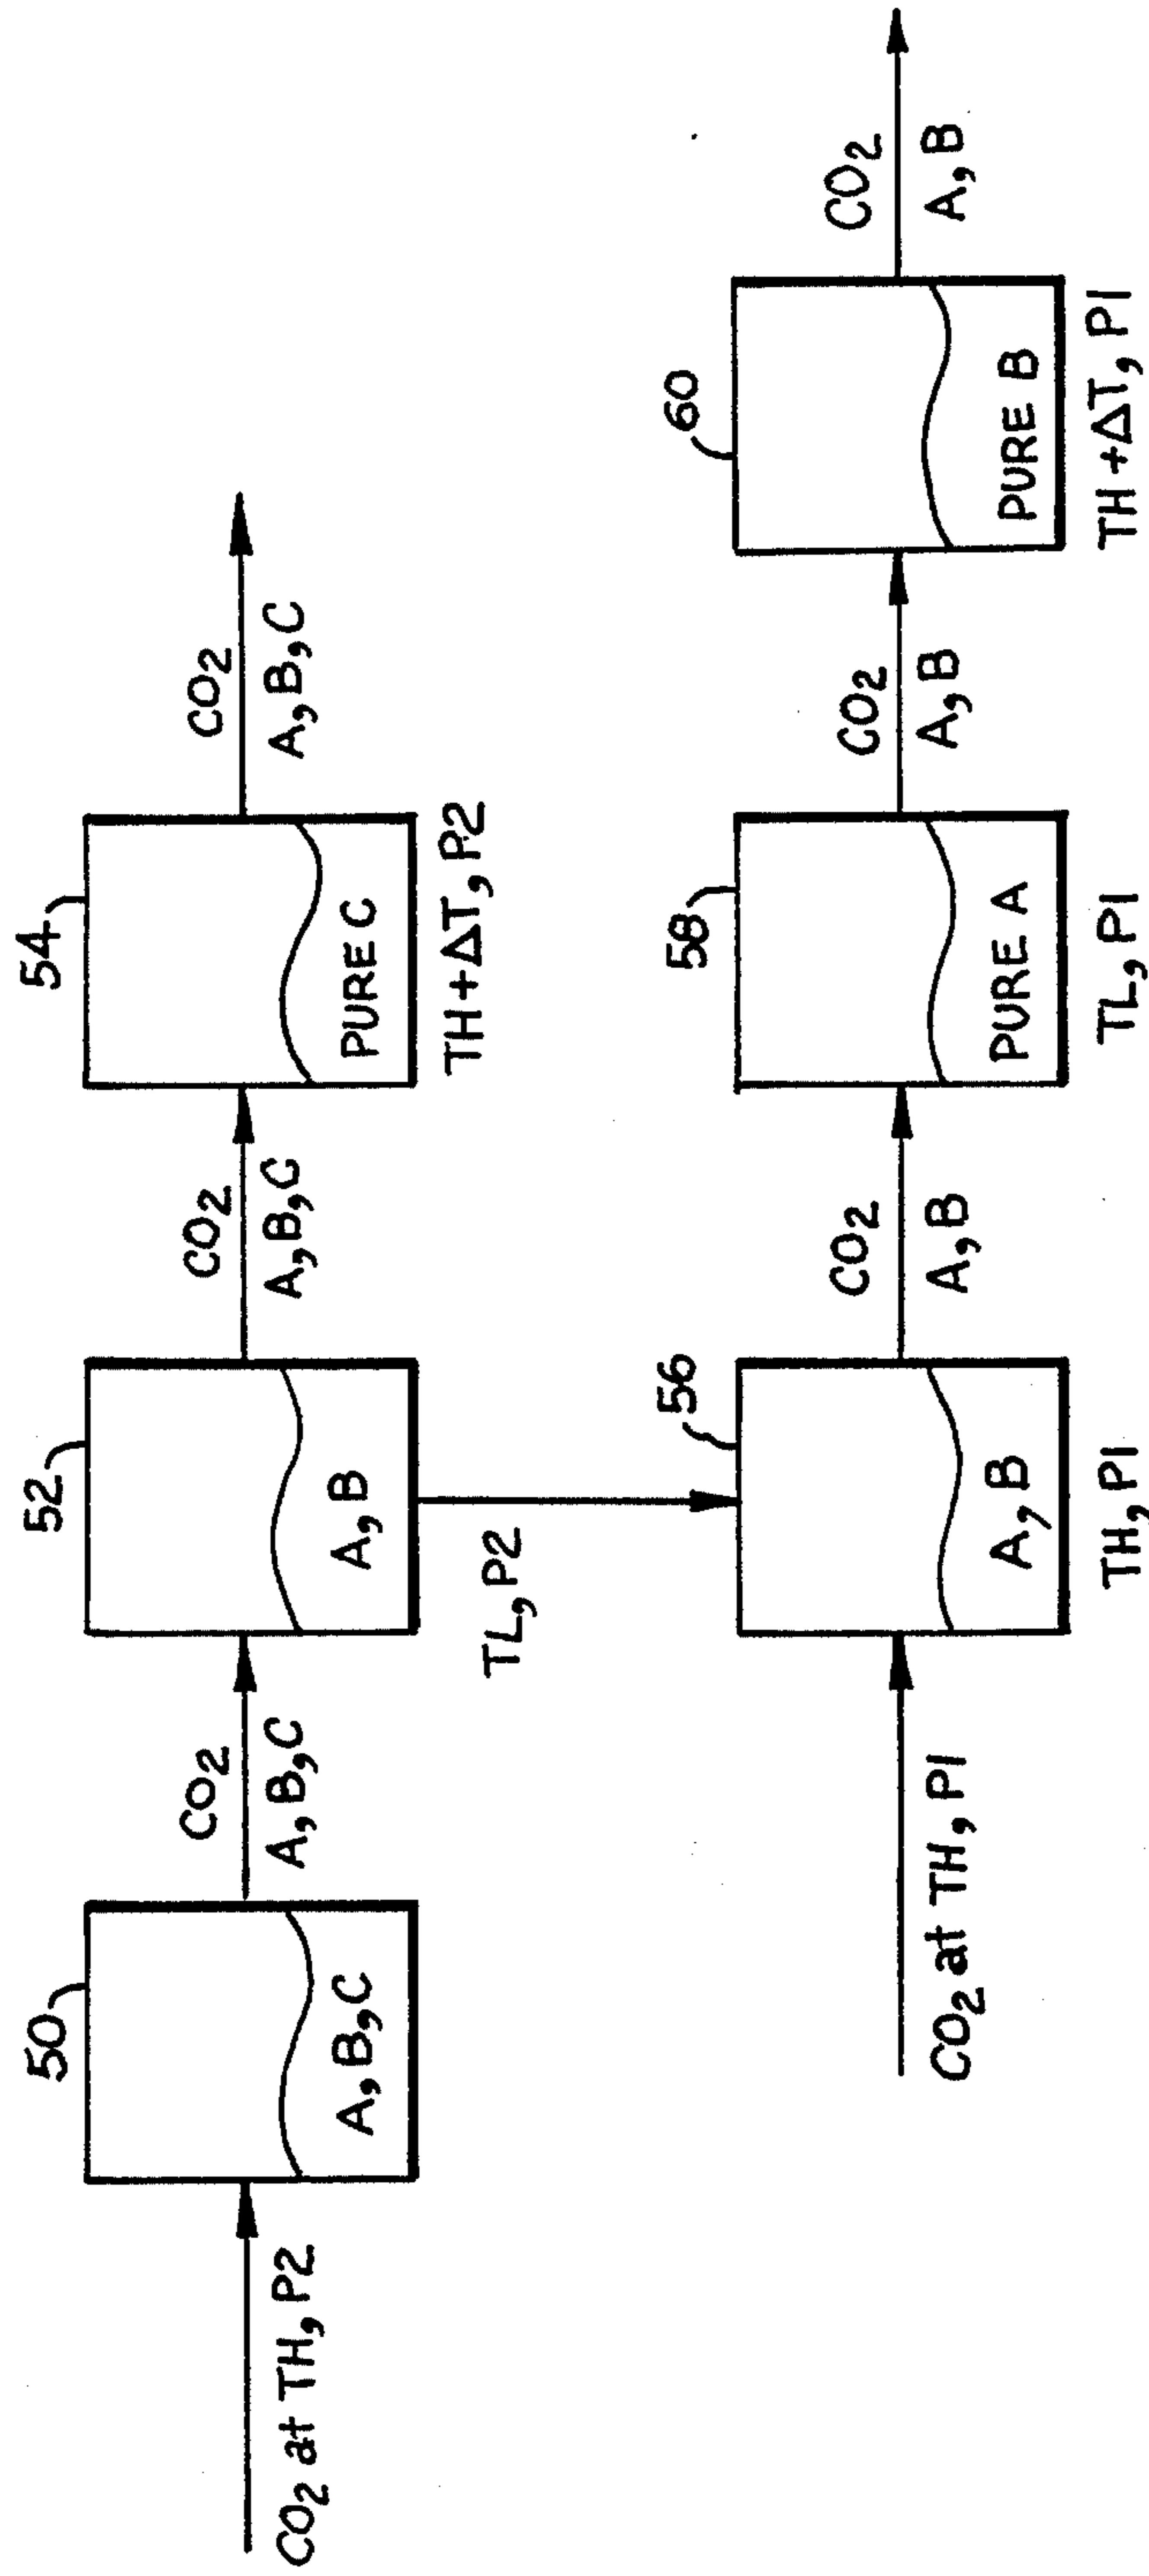 CO2 at TH, P2
50
A, B, C
CO2
A, B, C
52
A, B
TL, P2
CO2
A, B, C
54
PURE C
TH + ΔT, P2
CO2
A, B, C
CO2 at TH, P1
56
A, B
TH, P1
CO2
A, B
58
PURE A
TL, P1
CO2
A, B
60
PURE B
TH + ΔT, P1
CO2
A, B